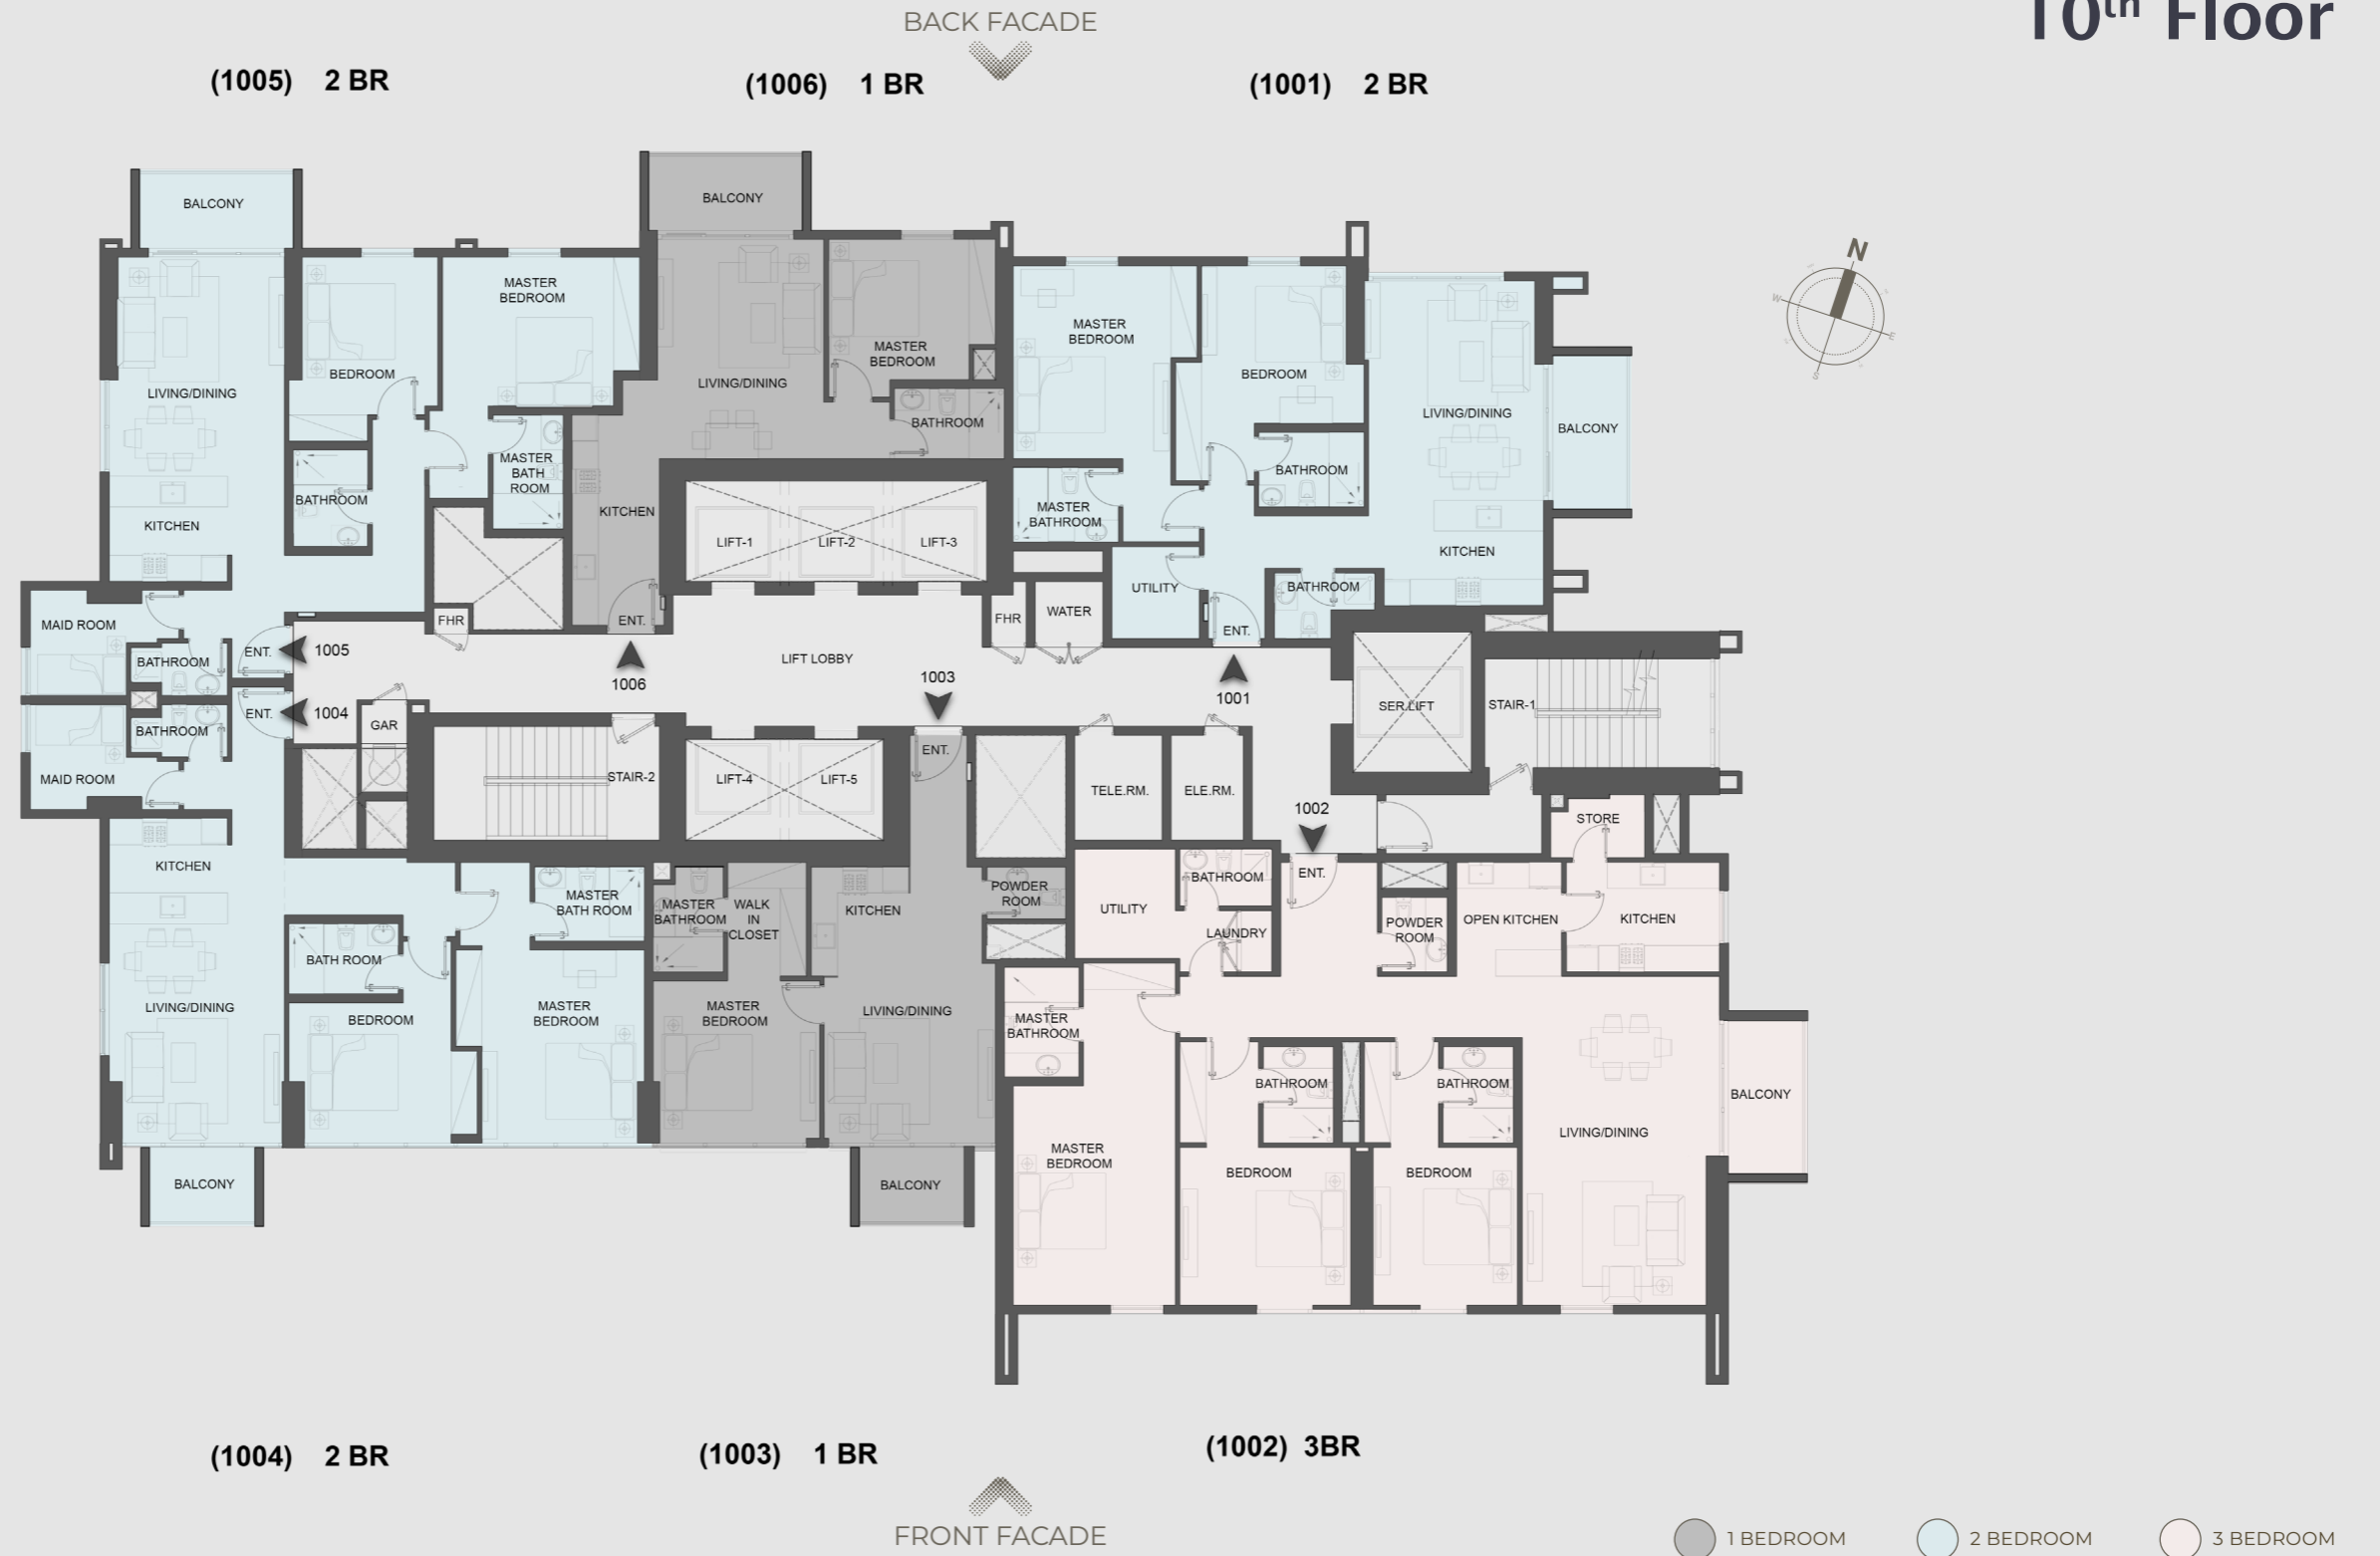 BACK FACADE
10th Floor
(1005) 2 BR
(1006) 1 BR
(1001) 2 BR
BALCONY
BALCONY
N
W
E
S
MASTER
BEDROOM
BEDROOM
LIVING/DINING
MASTER
BATH
ROOM
BATHROOM
KITCHEN
LIVING/DINING
MASTER
BEDROOM
BATHROOM
KITCHEN
MASTER
BEDROOM
BEDROOM
LIVING/DINING
BALCONY
BATHROOM
MASTER
BATHROOM
KITCHEN
UTILITY
BATHROOM
LIFT-1
LIFT-2
LIFT-3
MAID ROOM
BATHROOM
ENT.
1005
FHR
ENT.
1006
LIFT LOBBY
FHR
WATER
ENT.
1001
1003
ENT.
1004
GAR
BATHROOM
MAID ROOM
STAIR-2
LIFT-4
LIFT-5
ENT.
TELE.RM.
ELE.RM.
SER.LIFT
STAIR-1
1002
ENT.
STORE
KITCHEN
MASTER
BATH ROOM
BATH ROOM
LIVING/DINING
BEDROOM
MASTER
BEDROOM
BALCONY
MASTER
BATHROOM
WALK
IN
CLOSET
KITCHEN
POWDER
ROOM
MASTER
BEDROOM
LIVING/DINING
BALCONY
UTILITY
BATHROOM
LAUNDRY
POWDER
ROOM
OPEN KITCHEN
KITCHEN
MASTER
BATHROOM
BATHROOM
BATHROOM
BALCONY
MASTER
BEDROOM
BEDROOM
BEDROOM
LIVING/DINING
(1004) 2 BR
(1003) 1 BR
(1002) 3BR
FRONT FACADE
1 BEDROOM
2 BEDROOM
3 BEDROOM